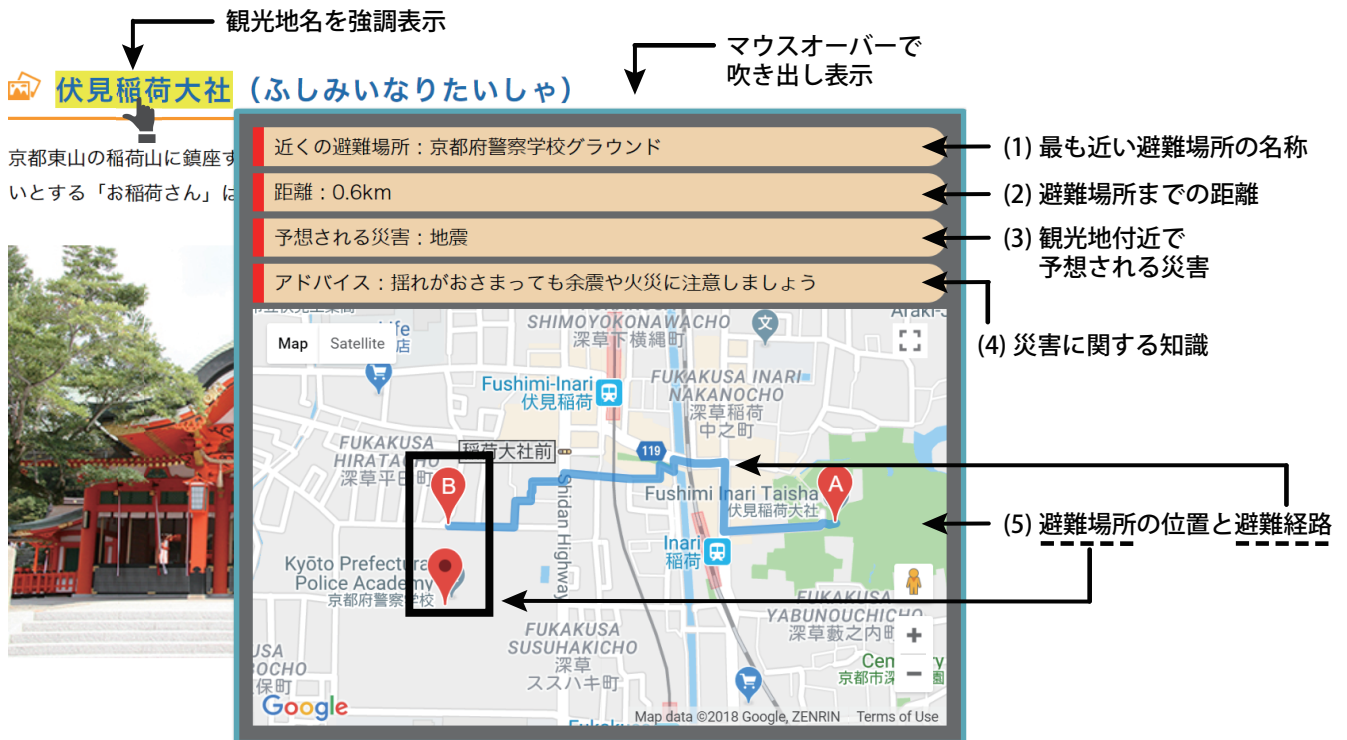 観光地名を強調表示
マウスオーバーで
吹き出し表示
伏見稲荷大社（ふしみいなりたいしゃ）
京都東山の稲荷山に鎮座す
いとする「お稲荷さん」は
近くの避難場所：京都府警察学校グラウンド
距離：0.6km
予想される災害：地震
アドバイス：揺れがおさまっても余震や火災に注意しましょう
(1) 最も近い避難場所の名称
(2) 避難場所までの距離
(3) 観光地付近で
予想される災害
(4) 災害に関する知識
(5) 避難場所の位置と避難経路
Map Satellite
店
SHIMOYOKONAWACHO
深草下横縄町
文
Fushimi-Inari
伏見稲荷
FUKAKUSA INARI
NAKANOCHO
深草稲荷
中之町
FUKAKUSA
HIRATACHO
深草平田町
稲荷大社前
119
B
A
Fushimi Inari Taisha
伏見稲荷大社
Shidan Highway
Inari
稲荷
Kyōto Prefectural
Police Academy
京都府警察学校
FUKAKUSA
YABUNOUCHICHO
深草薮之内町
FUKAKUSA
SUSUHAKICHO
深草
ススハキ町
Google
Map data ©2018 Google, ZENRIN Terms of Use